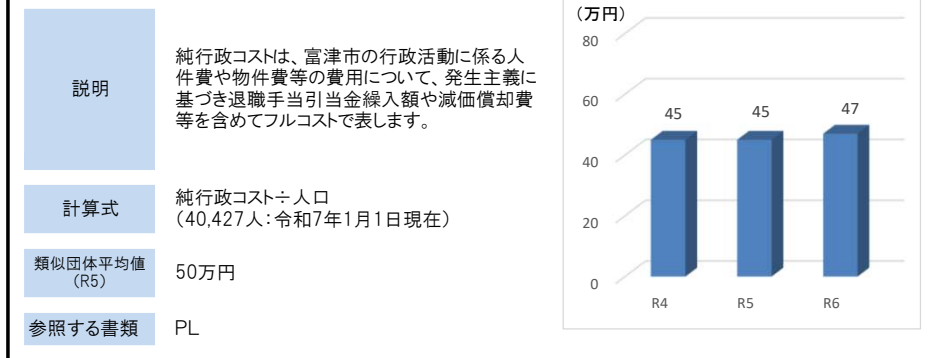 説明
純行政コストは、富津市の行政活動に係る人
件費や物件費等の費用について、発生主義に
基づき退職手当引当金繰入額や減価償却費
等を含めてフルコストで表します。
計算式
純行政コスト÷人口
（40,427人：令和7年1月1日現在）
類似団体平均値
（R5）
50万円
参照する書類
PL
（万円）
80
60
40
20
0
45
45
47
R4
R5
R6